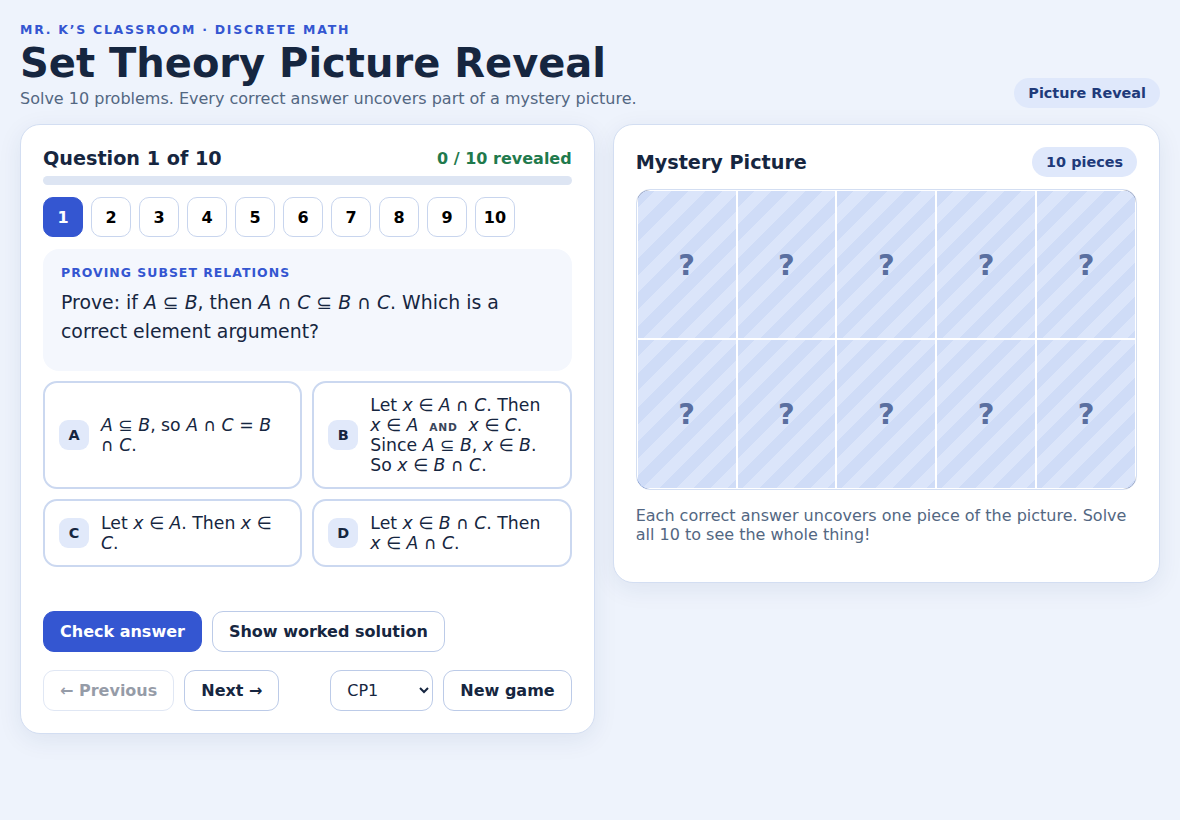 MR. K’S CLASSROOM · DISCRETE MATH
Set Theory Picture Reveal
Solve 10 problems. Every correct answer uncovers part of a mystery picture.
Picture Reveal
Question 1 of 10
0 / 10 revealed
1 2 3 4 5 6 7 8 9 10
PROVING SUBSET RELATIONS
Prove: if A ⊆ B, then A ∩ C ⊆ B ∩ C. Which is a
correct element argument?
A
A ⊆ B, so A ∩ C = B
∩ C.
B
Let x ∈ A ∩ C. Then
x ∈ A AND x ∈ C.
Since A ⊆ B, x ∈ B.
So x ∈ B ∩ C.
C
Let x ∈ A. Then x ∈
C.
D
Let x ∈ B ∩ C. Then
x ∈ A ∩ C.
Check answer
Show worked solution
← Previous
Next →
CP1
New game
Mystery Picture
10 pieces
? ? ? ? ?
? ? ? ? ?
Each correct answer uncovers one piece of the picture. Solve
all 10 to see the whole thing!